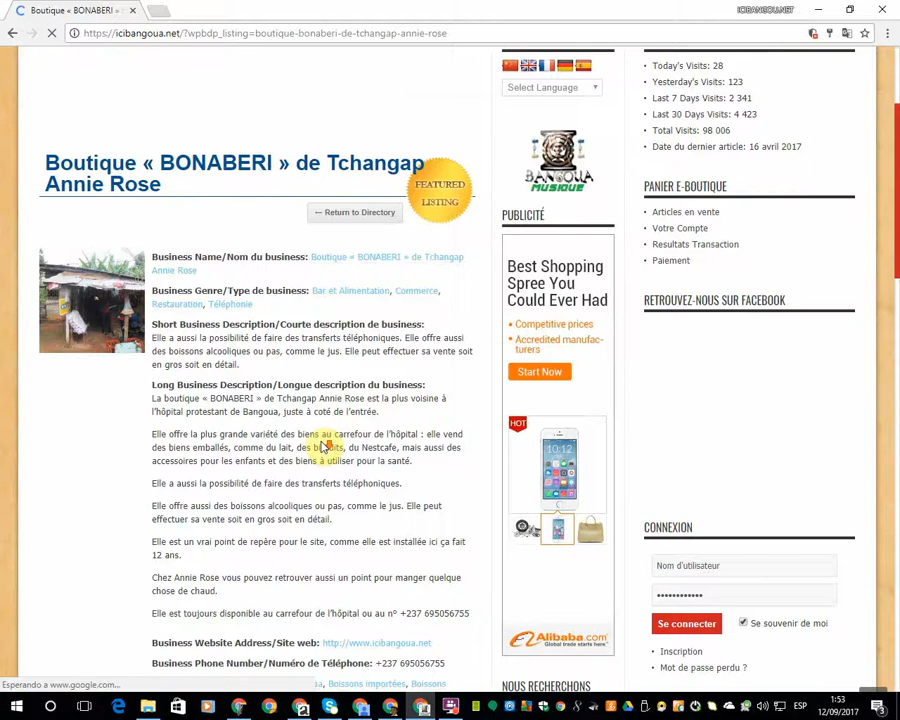 Boutique « BONABERI »
ICIBANGOUA.NET
https://icibangoua.net/?wpbdp_listing=boutique-bonaberi-de-tchangap-annie-rose
Boutique « BONABERI » de Tchangap
Annie Rose
FEATURED
LISTING
← Return to Directory
Business Name/Nom du business: Boutique « BONABERI » de Tchangap
Annie Rose
Business Genre/Type de business: Bar et Alimentation, Commerce,
Restauration, Téléphonie
Short Business Description/Courte description de business:
Elle a aussi la possibilité de faire des transferts téléphoniques. Elle offre aussi
des boissons alcooliques ou pas, comme le jus. Elle peut effectuer sa vente soit
en gros soit en détail.
Long Business Description/Longue description du business:
La boutique « BONABERI » de Tchangap Annie Rose est la plus voisine à
l'hôpital protestant de Bangoua, juste à coté de l'entrée.
Elle offre la plus grande variété des biens au carrefour de l'hôpital : elle vend
des biens emballés, comme du lait, des du Nestcafe, mais aussi des
accessoires pour les enfants et des biens à utiliser pour la santé.
Elle a aussi la possibilité de faire des transferts téléphoniques.
Elle offre aussi des boissons alcooliques ou pas, comme le jus. Elle peut
effectuer sa vente soit en gros soit en détail.
Elle est un vrai point de repère pour le site, comme elle est installée ici ça fait
12 ans.
Chez Annie Rose vous pouvez retrouver aussi un point pour manger quelque
chose de chaud.
Elle est toujours disponible au carrefour de l'hôpital ou au n° +237 695056755
Business Website Address/Site web: http://www.icibangoua.net
Business Phone Number/Numéro de Téléphone: +237 695056755
Boissons importées, Boissons
Esperando a www.google.com...
Select Language
BANGOUA
MUSIQUE
PUBLICITÉ
Best Shopping
Spree You
Could Ever Had
• Competitive prices
• Accredited manufac-
turers
Start Now
HOT
10:12
Alibaba.com
Global trade starts here
NOUS RECHERCHONS
Today's Visits: 28
Yesterday's Visits: 123
Last 7 Days Visits: 2 341
Last 30 Days Visits: 4 423
Total Visits: 98 006
Date du dernier article: 16 avril 2017
PANIER E-BOUTIQUE
Articles en vente
Votre Compte
Resultats Transaction
Paiement
RETROUVEZ-NOUS SUR FACEBOOK
CONNEXION
Nom d'utilisateur
Se connecter
Se souvenir de moi
Inscription
Mot de passe perdu ?
ESP
1:53
12/09/2017
3